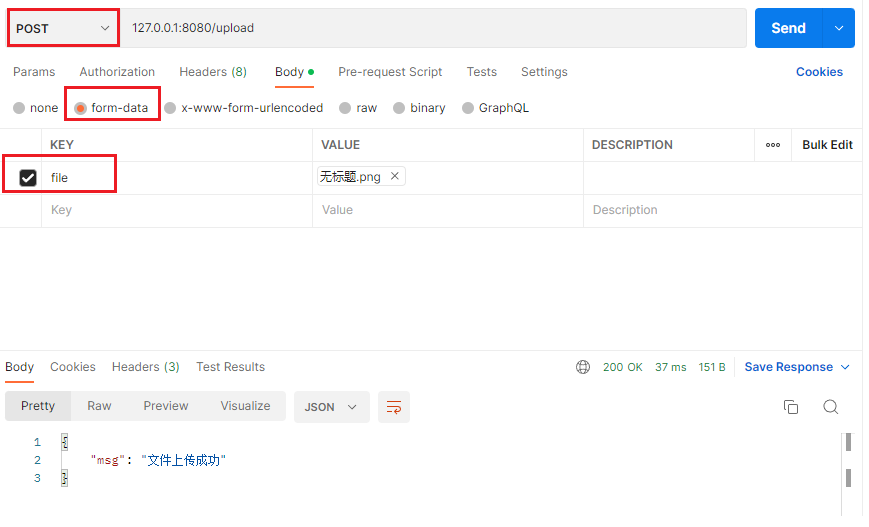 POST 127.0.0.1:8080/upload Send
Params Authorization Headers (8) Body Pre-request Script Tests Settings Cookies
none form-data x-www-form-urlencoded raw binary GraphQL
KEY VALUE DESCRIPTION ooo Bulk Edit
file 无标题.png ×
Key Value Description
Body Cookies Headers (3) Test Results 200 OK 37 ms 151 B Save Response
Pretty Raw Preview Visualize JSON
1 {
2 "msg": "文件上传成功"
3 }